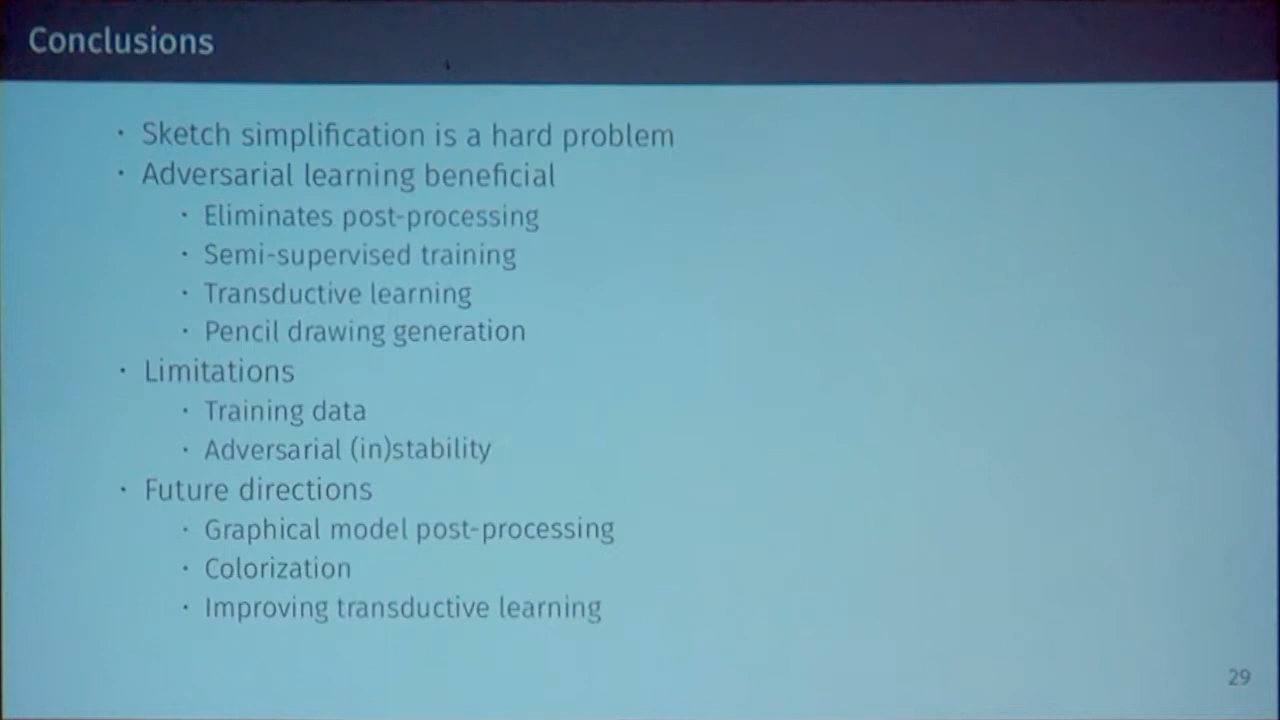 Conclusions
· Sketch simplification is a hard problem
· Adversarial learning beneficial
· Eliminates post-processing
· Semi-supervised training
· Transductive learning
· Pencil drawing generation
· Limitations
· Training data
· Adversarial (in)stability
· Future directions
· Graphical model post-processing
· Colorization
· Improving transductive learning
29